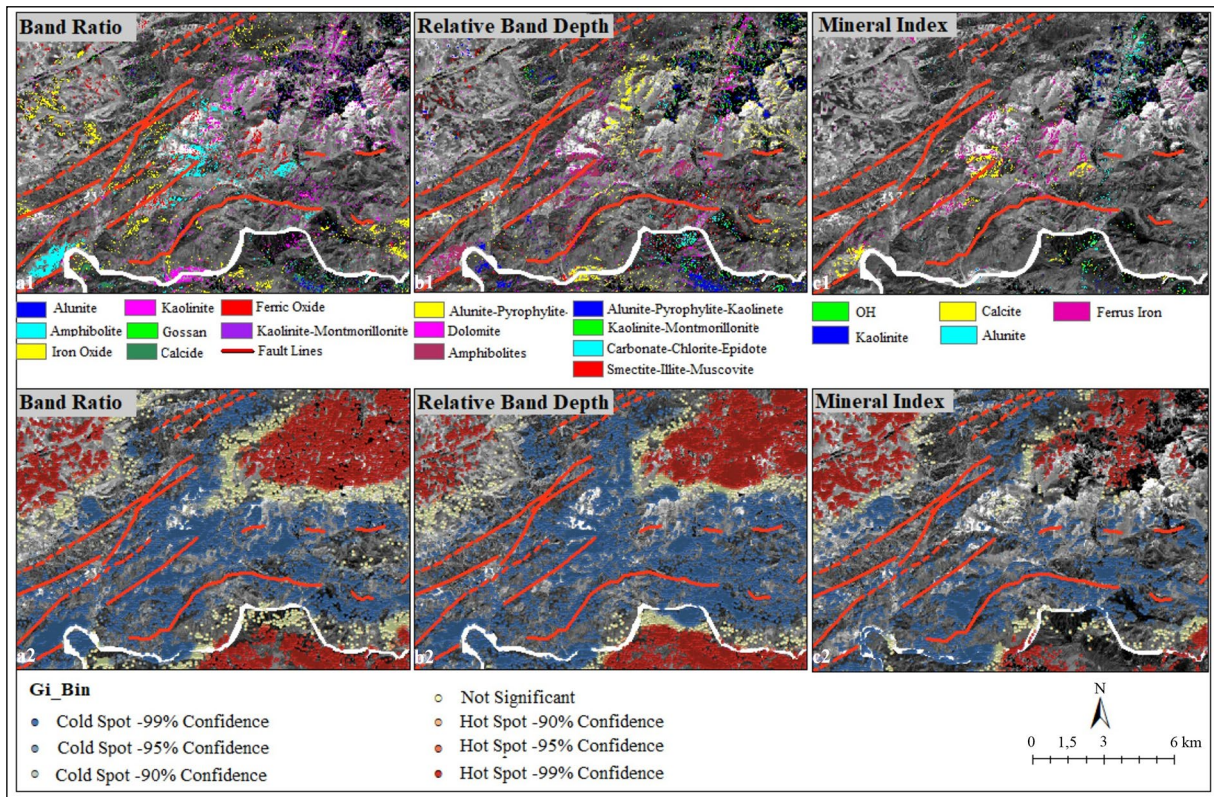 Band Ratio
Relative Band Depth
Mineral Index
a1
b1
c1
Alunite
Kaolinite
Ferric Oxide
Amphibolite
Gossan
Kaolinite-Montmorillonite
Iron Oxide
Calcide
Fault Lines
Alunite-Pyrophylite-
Dolomite
Amphibolites
Alunite-Pyrophylite-Kaolinete
Kaolinite-Montmorillonite
Carbonate-Chlorite-Epidote
Smectite-Illite-Muscovite
OH
Calcite
Ferrus Iron
Kaolinite
Alunite
Band Ratio
Relative Band Depth
Mineral Index
a2
b2
c2
Gi_Bin
Cold Spot -99% Confidence
Cold Spot -95% Confidence
Cold Spot -90% Confidence
Not Significant
Hot Spot -90% Confidence
Hot Spot -95% Confidence
Hot Spot -99% Confidence
N
0 1,5 3 6 km